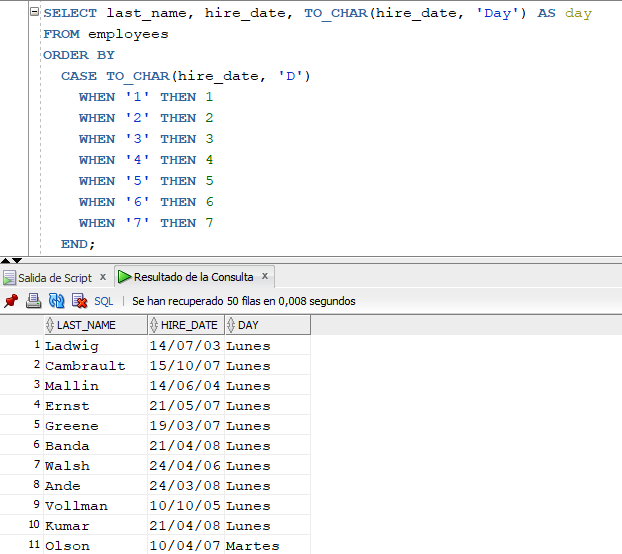 SELECT last_name, hire_date, TO_CHAR(hire_date, 'Day') AS day
FROM employees
ORDER BY
CASE TO_CHAR(hire_date, 'D')
WHEN '1' THEN 1
WHEN '2' THEN 2
WHEN '3' THEN 3
WHEN '4' THEN 4
WHEN '5' THEN 5
WHEN '6' THEN 6
WHEN '7' THEN 7
END;
Salida de Script x Resultado de la Consulta x
SQL | Se han recuperado 50 filas en 0,008 segundos
LAST_NAME HIRE_DATE DAY
1 Ladwig 14/07/03 Lunes
2 Cambrault 15/10/07 Lunes
3 Mallin 14/06/04 Lunes
4 Ernst 21/05/07 Lunes
5 Greene 19/03/07 Lunes
6 Banda 21/04/08 Lunes
7 Walsh 24/04/06 Lunes
8 Ande 24/03/08 Lunes
9 Vollman 10/10/05 Lunes
10 Kumar 21/04/08 Lunes
11 Olson 10/04/07 Martes